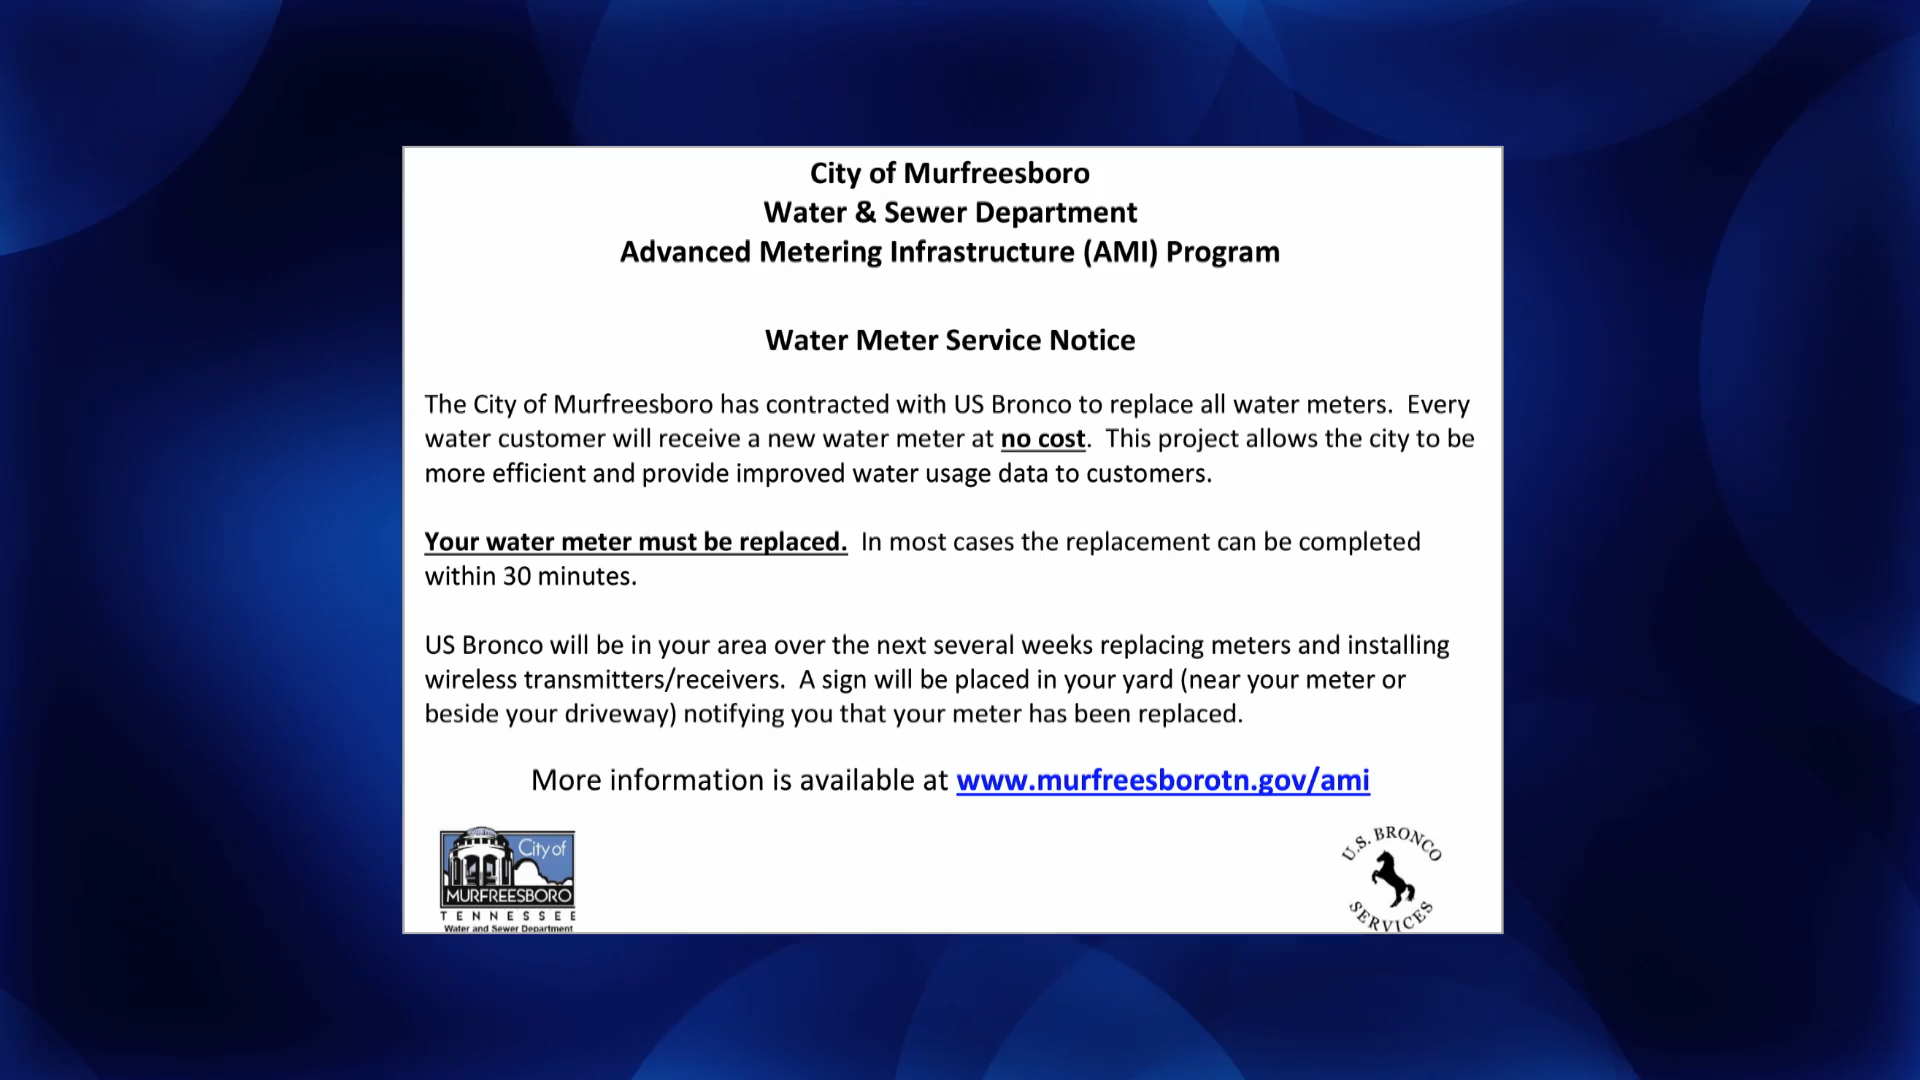 City of Murfreesboro
Water & Sewer Department
Advanced Metering Infrastructure (AMI) Program
Water Meter Service Notice
The City of Murfreesboro has contracted with US Bronco to replace all water meters.  Every
water customer will receive a new water meter at no cost.  This project allows the city to be
more efficient and provide improved water usage data to customers.
Your water meter must be replaced.  In most cases the replacement can be completed
within 30 minutes.
US Bronco will be in your area over the next several weeks replacing meters and installing
wireless transmitters/receivers.  A sign will be placed in your yard (near your meter or
beside your driveway) notifying you that your meter has been replaced.
More information is available at www.murfreesborotn.gov/ami
City of
MURFREESBORO
TENNESSEE
Water and Sewer Department
U.S. BRONCO
SERVICES